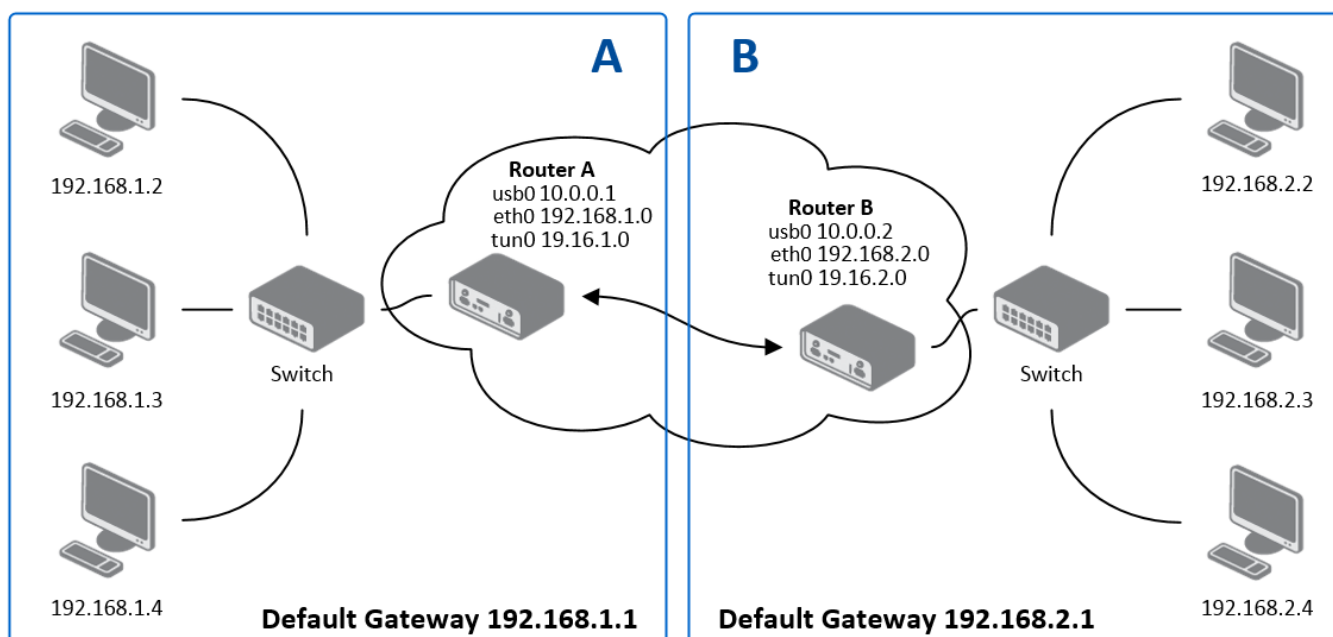 A
B
192.168.1.2
192.168.1.3
192.168.1.4
Switch
Router A
usb0 10.0.0.1
eth0 192.168.1.0
tun0 19.16.1.0
Default Gateway 192.168.1.1
Router B
usb0 10.0.0.2
eth0 192.168.2.0
tun0 19.16.2.0
Switch
192.168.2.2
192.168.2.3
192.168.2.4
Default Gateway 192.168.2.1